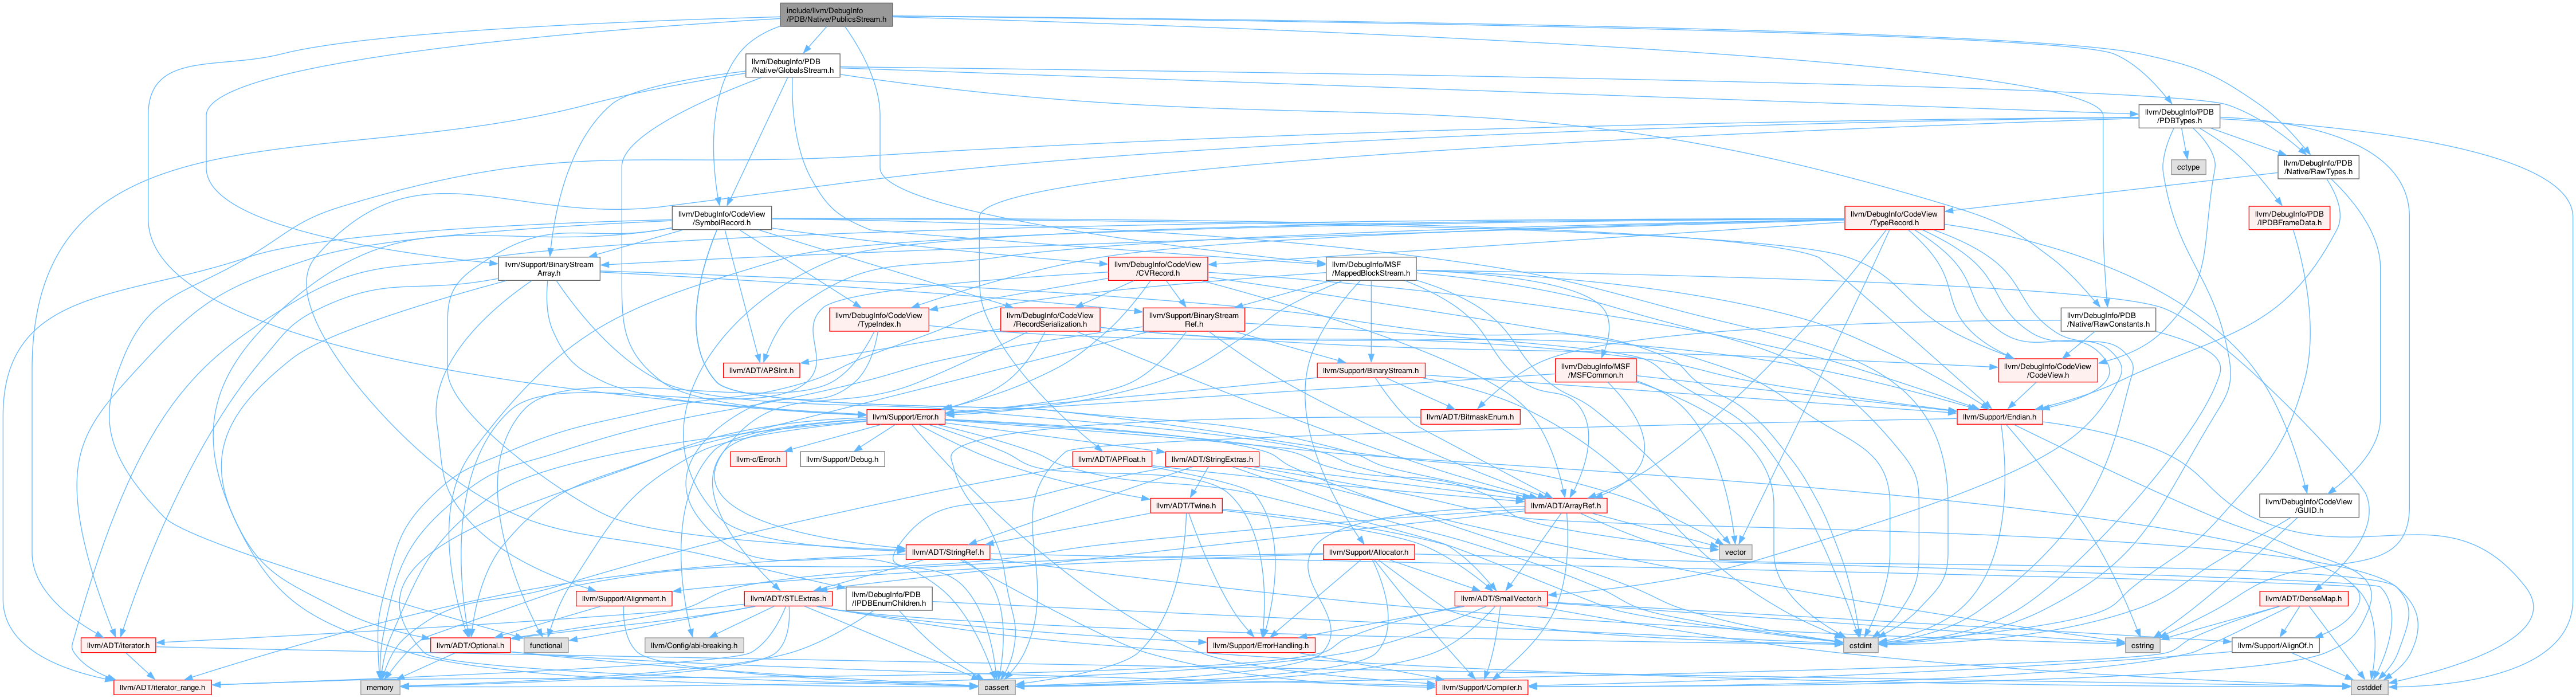 include/llvm/DebugInfo
/PDB/Native/PublicsStream.h
llvm/DebugInfo/PDB
/Native/GlobalsStream.h
llvm/DebugInfo/PDB
/PDBTypes.h
cctype
llvm/DebugInfo/PDB
/Native/RawTypes.h
llvm/DebugInfo/CodeView
/SymbolRecord.h
llvm/DebugInfo/CodeView
/TypeRecord.h
llvm/DebugInfo/PDB
/IPDBFrameData.h
llvm/Support/BinaryStream
Array.h
llvm/DebugInfo/CodeView
/CVRecord.h
llvm/DebugInfo/MSF
/MappedBlockStream.h
llvm/DebugInfo/CodeView
/TypeIndex.h
llvm/DebugInfo/CodeView
/RecordSerialization.h
llvm/Support/BinaryStream
Ref.h
llvm/DebugInfo/PDB
/Native/RawConstants.h
llvm/ADT/APSInt.h
llvm/Support/BinaryStream.h
llvm/DebugInfo/MSF
/MSFCommon.h
llvm/DebugInfo/CodeView
/CodeView.h
llvm/Support/Error.h
llvm/ADT/BitmaskEnum.h
llvm/Support/Endian.h
llvm-c/Error.h
llvm/Support/Debug.h
llvm/ADT/APFloat.h
llvm/ADT/StringExtras.h
llvm/ADT/Twine.h
llvm/ADT/ArrayRef.h
llvm/DebugInfo/CodeView
/GUID.h
llvm/ADT/StringRef.h
llvm/Support/Allocator.h
vector
llvm/Support/Alignment.h
llvm/ADT/STLExtras.h
llvm/DebugInfo/PDB
/IPDBEnumChildren.h
llvm/ADT/SmallVector.h
llvm/ADT/DenseMap.h
llvm/ADT/iterator.h
llvm/ADT/Optional.h
functional
llvm/Config/abi-breaking.h
llvm/Support/ErrorHandling.h
cstdint
cstring
llvm/Support/AlignOf.h
llvm/ADT/iterator_range.h
memory
cassert
llvm/Support/Compiler.h
cstddef